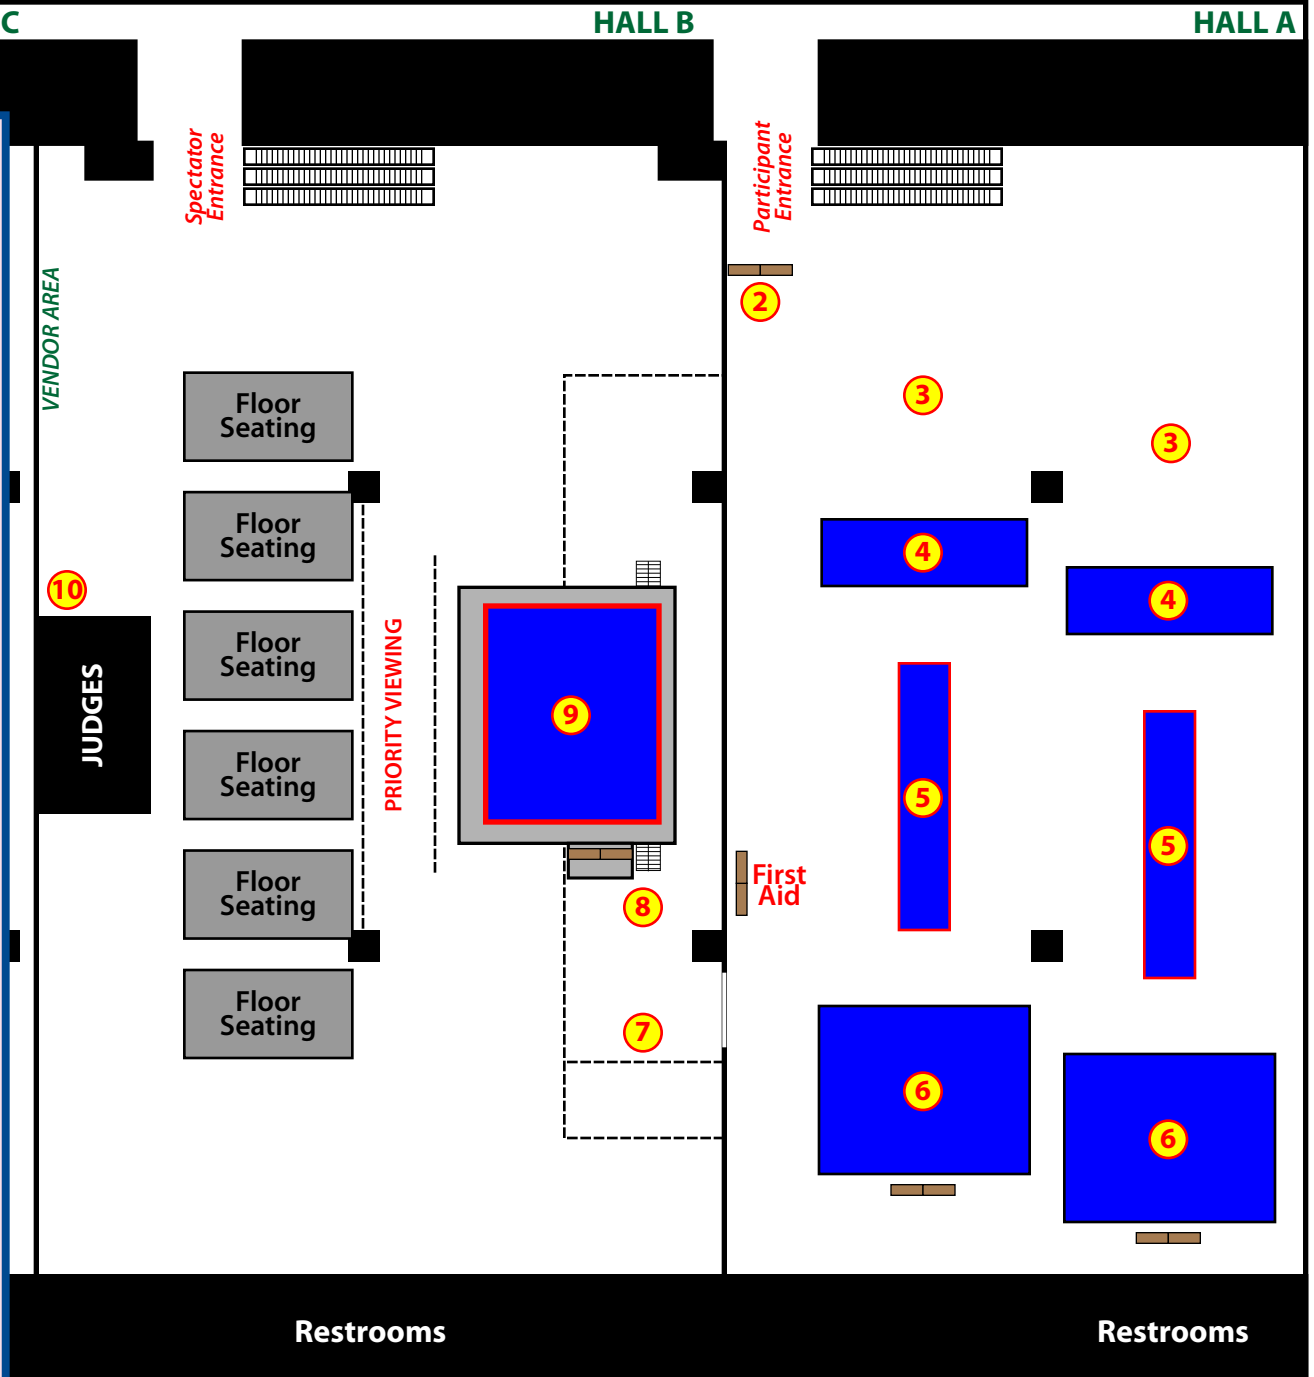 C
HALL B
HALL A
Spectator
Entrance
Participant
Entrance
VENDOR AREA
2
3
3
Floor
Seating
Floor
Seating
4
4
10
Floor
Seating
JUDGES
PRIORITY VIEWING
9
Floor
Seating
5
5
First
Aid
Floor
Seating
8
Floor
Seating
7
6
6
Restrooms
Restrooms